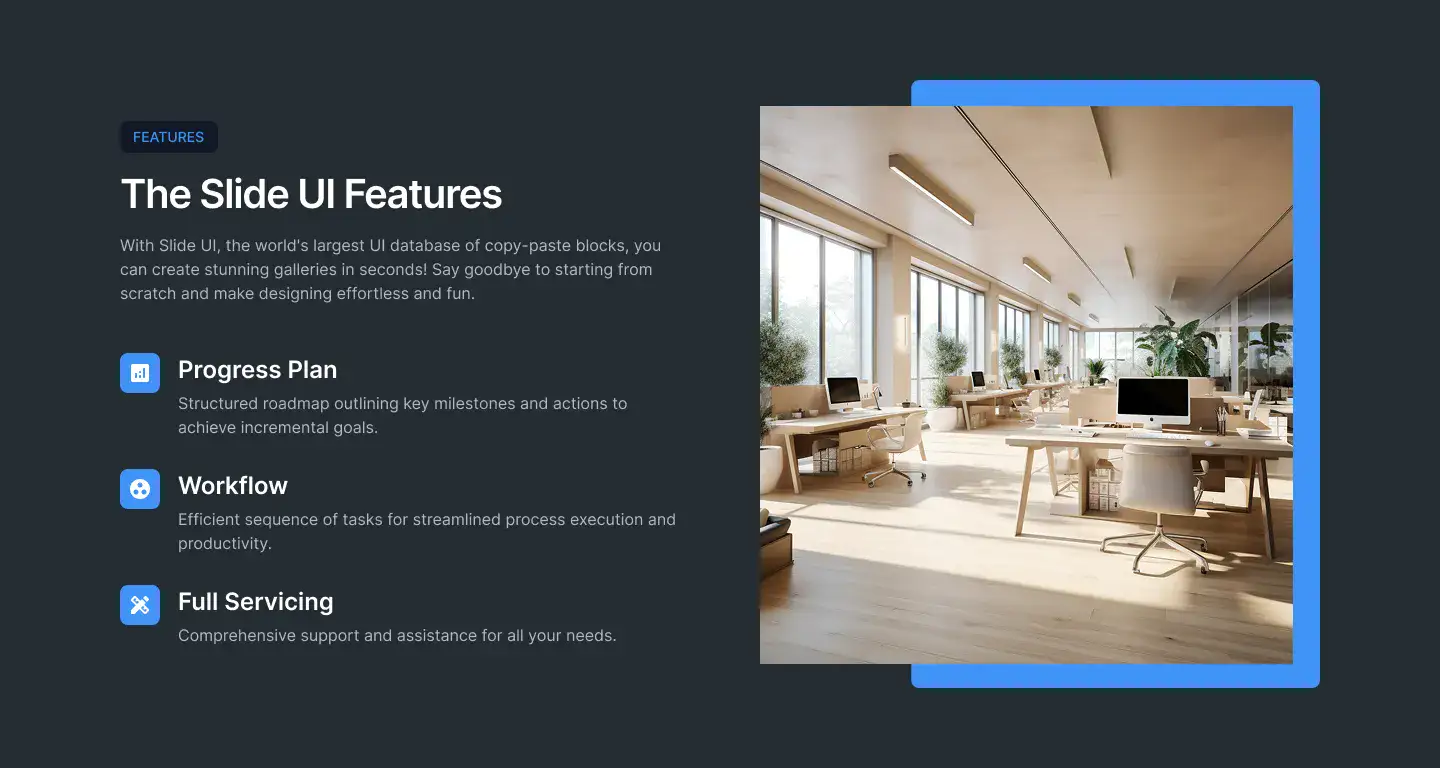 FEATURES
The Slide UI Features
With Slide UI, the world's largest UI database of copy-paste blocks, you
can create stunning galleries in seconds! Say goodbye to starting from
scratch and make designing effortless and fun.
Progress Plan
Structured roadmap outlining key milestones and actions to
achieve incremental goals.
Workflow
Efficient sequence of tasks for streamlined process execution and
productivity.
Full Servicing
Comprehensive support and assistance for all your needs.